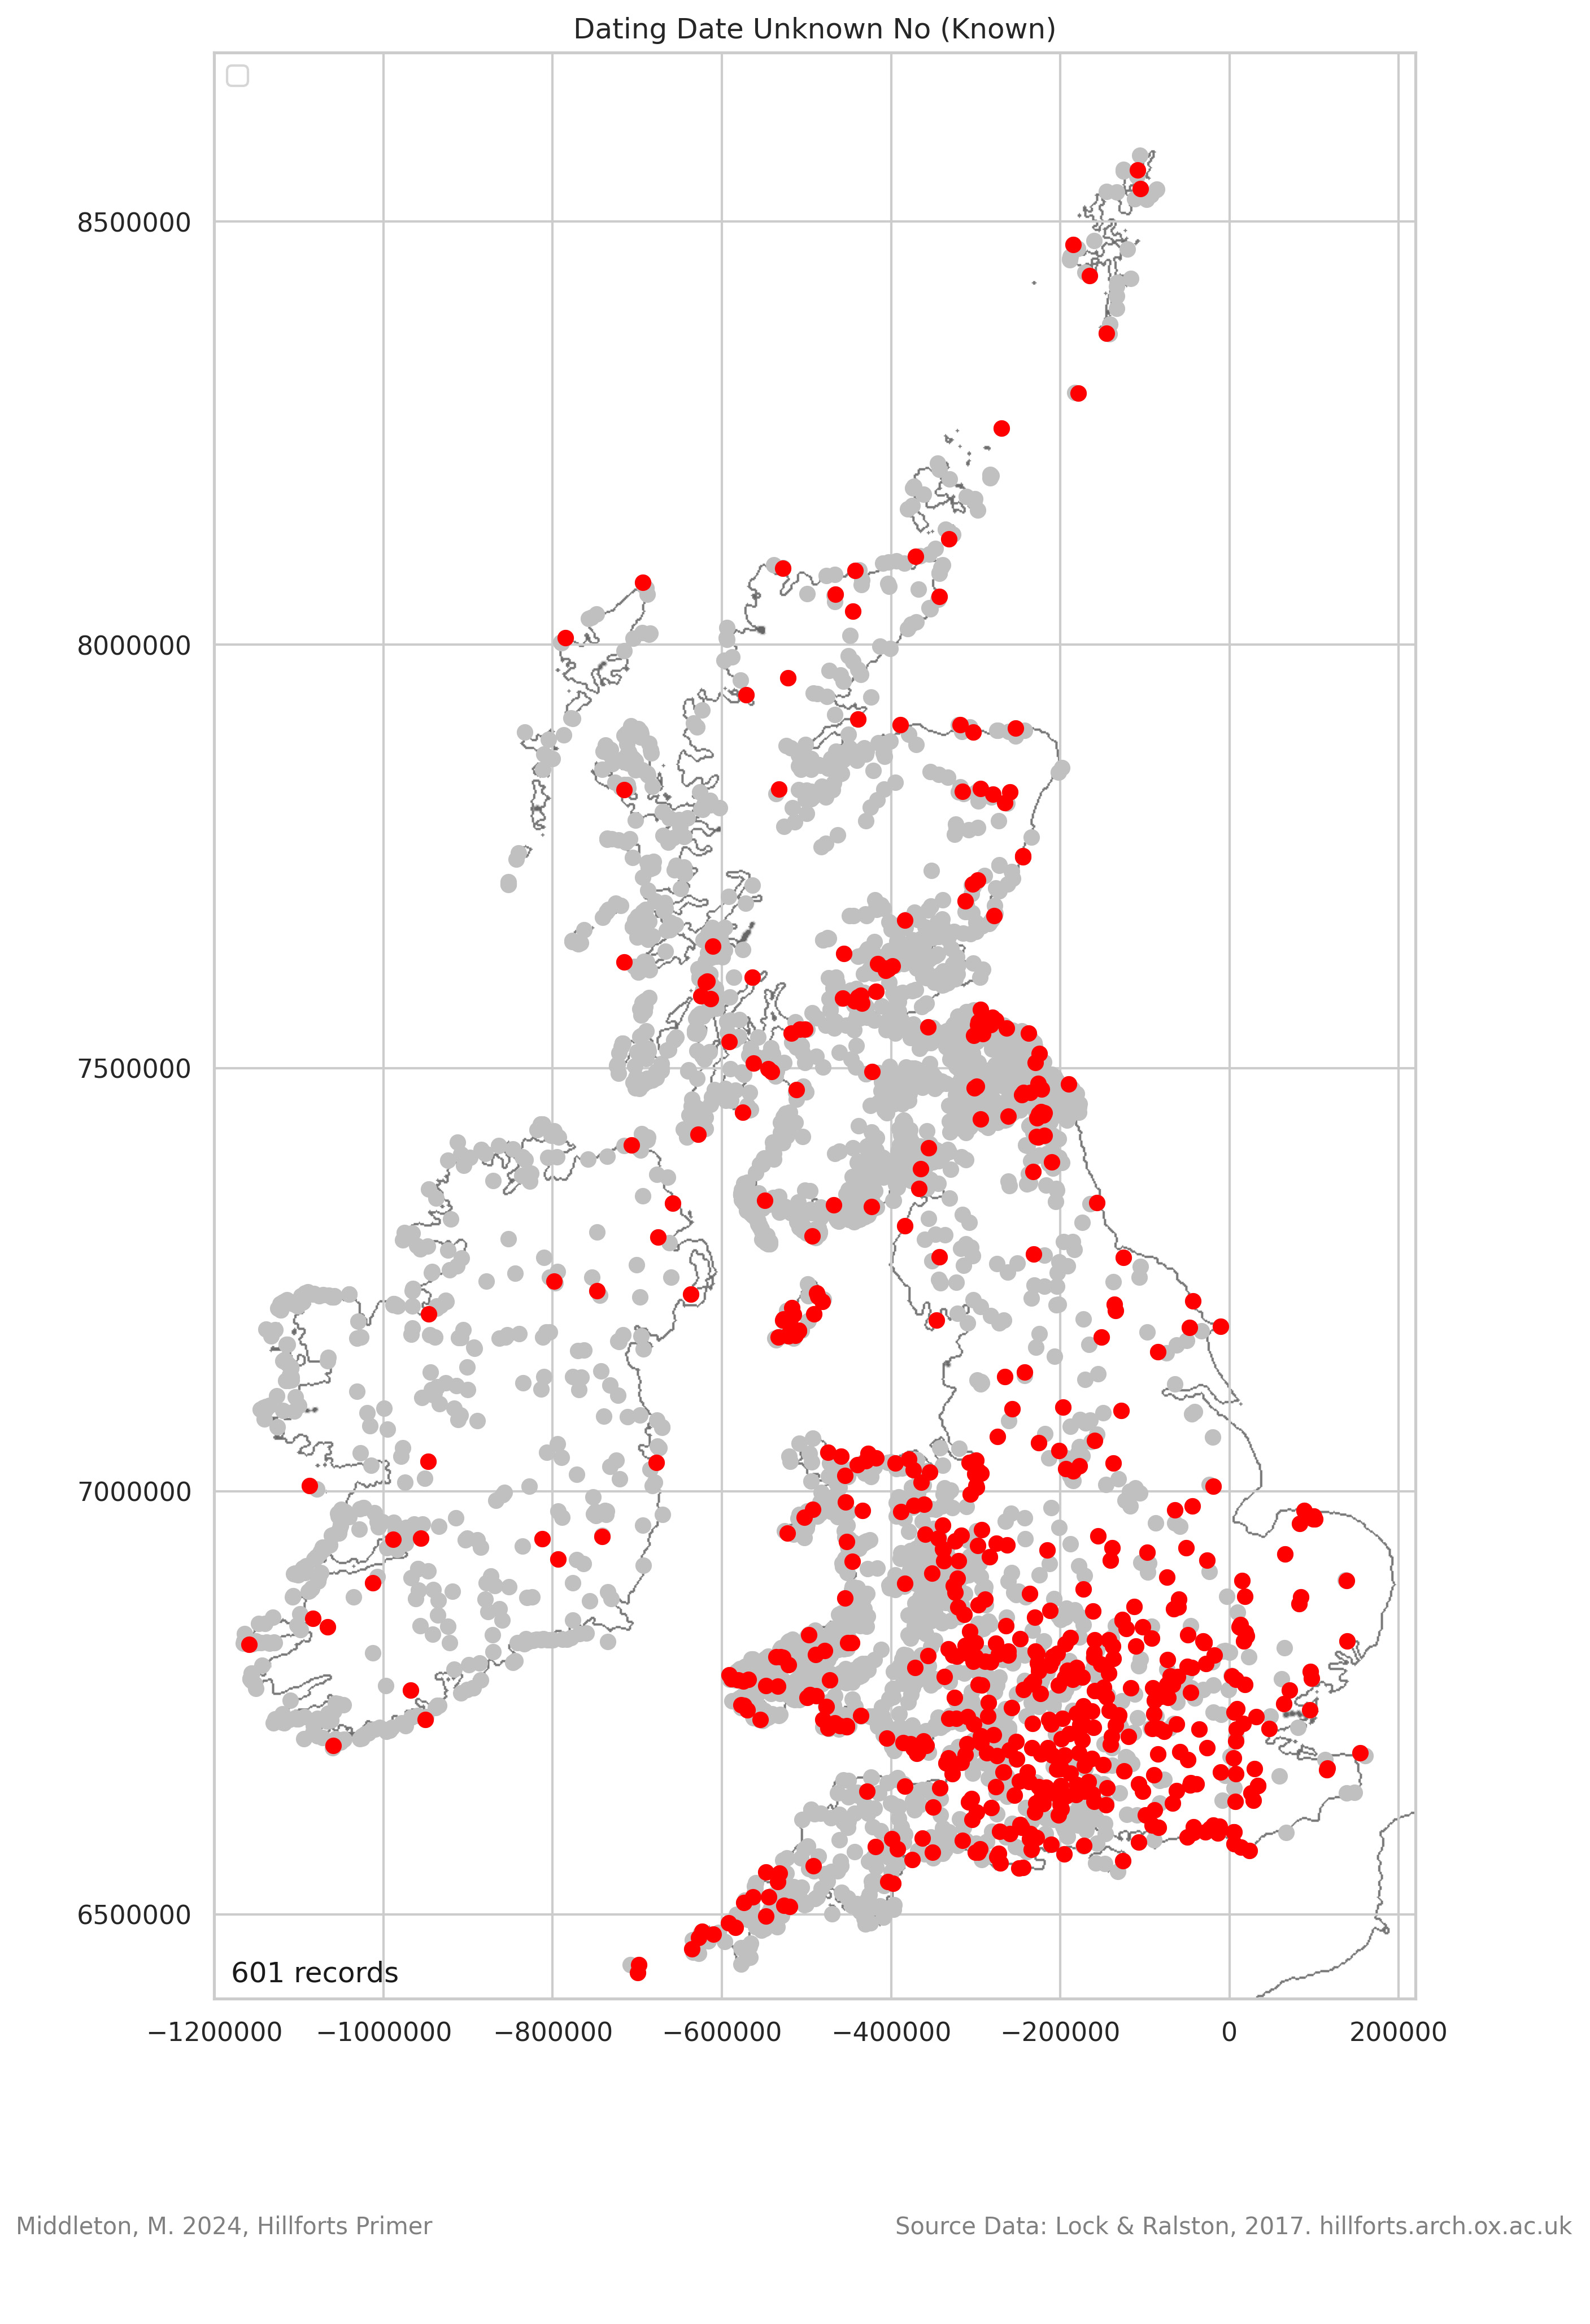 Dating Date Unknown No (Known)
8500000
8000000
7500000
7000000
6500000
601 records
−1200000 −1000000 −800000 −600000 −400000 −200000 0 200000
Middleton, M. 2024, Hillforts Primer
Source Data: Lock & Ralston, 2017. hillforts.arch.ox.ac.uk